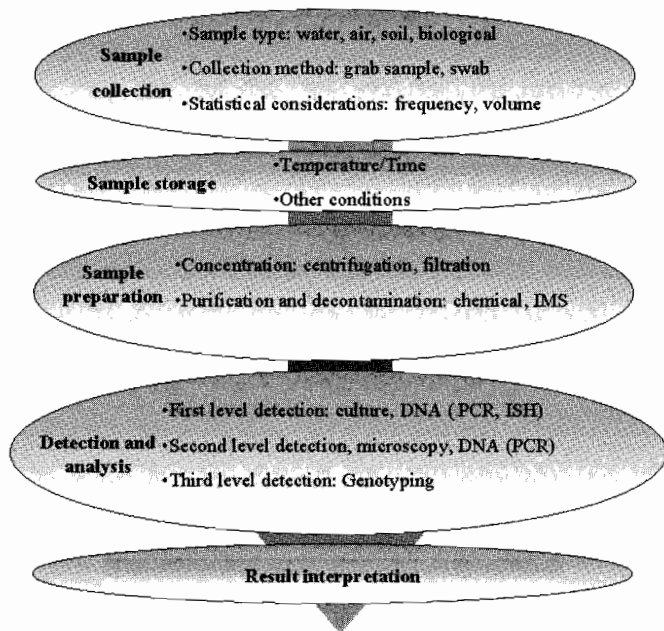 •Sample type: water, air, soil, biological
Sample
collection
•Collection method: grab sample, swab
•Statistical considerations: frequency, volume
Sample storage
•Temperature/Time
•Other conditions
Sample
preparation
•Concentration: centrifugation, filtration
•Purification and decontamination: chemical, IMS
Detection and
analysis
•First level detection: culture, DNA ( PCR, ISH)
•Second level detection, microscopy, DNA (PCR)
•Third level detection: Genotyping
Result interpretation